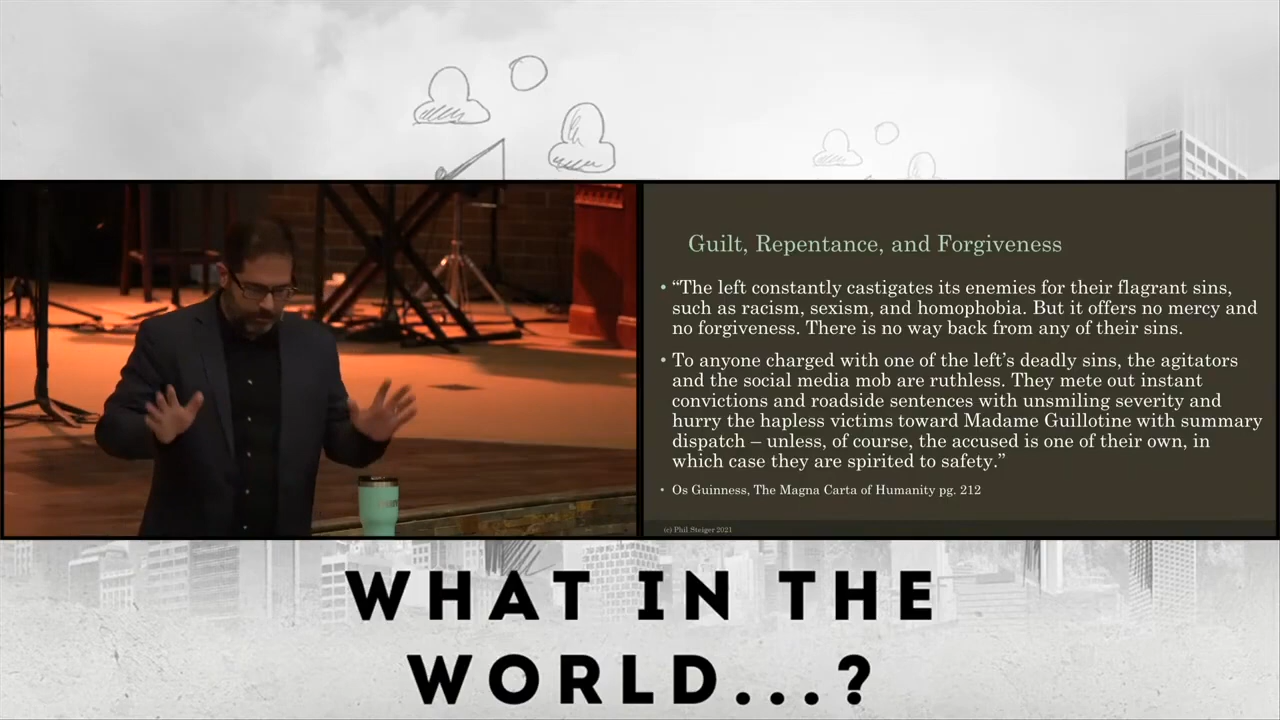 Guilt, Repentance, and Forgiveness
• “The left constantly castigates its enemies for their flagrant sins,
such as racism, sexism, and homophobia. But it offers no mercy and
no forgiveness. There is no way back from any of their sins.
• To anyone charged with one of the left’s deadly sins, the agitators
and the social media mob are ruthless. They mete out instant
convictions and roadside sentences with unsmiling severity and
hurry the hapless victims toward Madame Guillotine with summary
dispatch – unless, of course, the accused is one of their own, in
which case they are spirited to safety.”
• Os Guinness, The Magna Carta of Humanity pg. 212
(c) Phil Steiger 2021
WHAT IN THE
WORLD...?